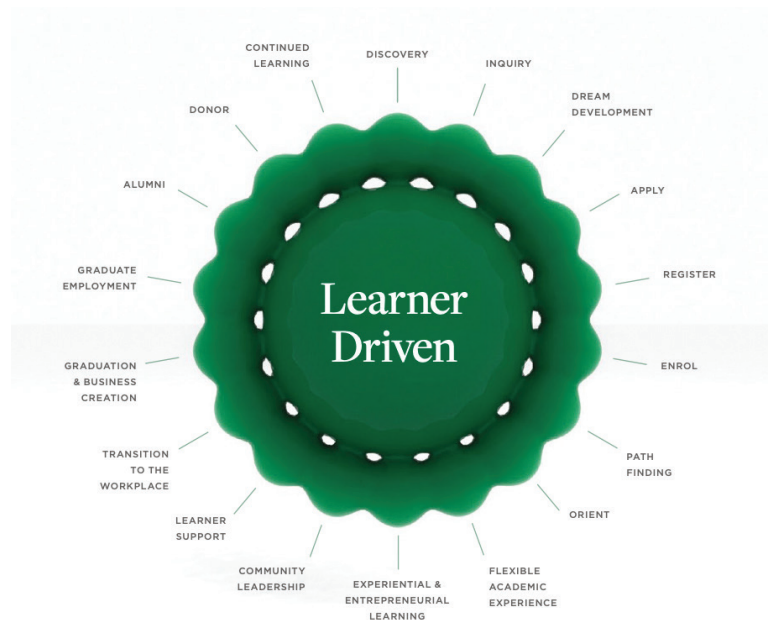 DISCOVERY
INQUIRY
DREAM
DEVELOPMENT
APPLY
REGISTER
ENROL
PATH
FINDING
ORIENT
FLEXIBLE
ACADEMIC
EXPERIENCE
EXPERIENTIAL &
ENTREPRENEURIAL
LEARNING
COMMUNITY
LEADERSHIP
LEARNER
SUPPORT
TRANSITION
TO THE
WORKPLACE
GRADUATION
& BUSINESS
CREATION
GRADUATE
EMPLOYMENT
ALUMNI
DONOR
CONTINUED
LEARNING
Learner
Driven